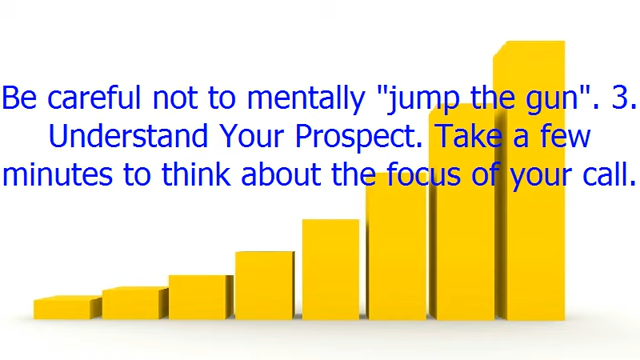 Be careful not to mentally "jump the gun". 3.
Understand Your Prospect. Take a few
minutes to think about the focus of your call.